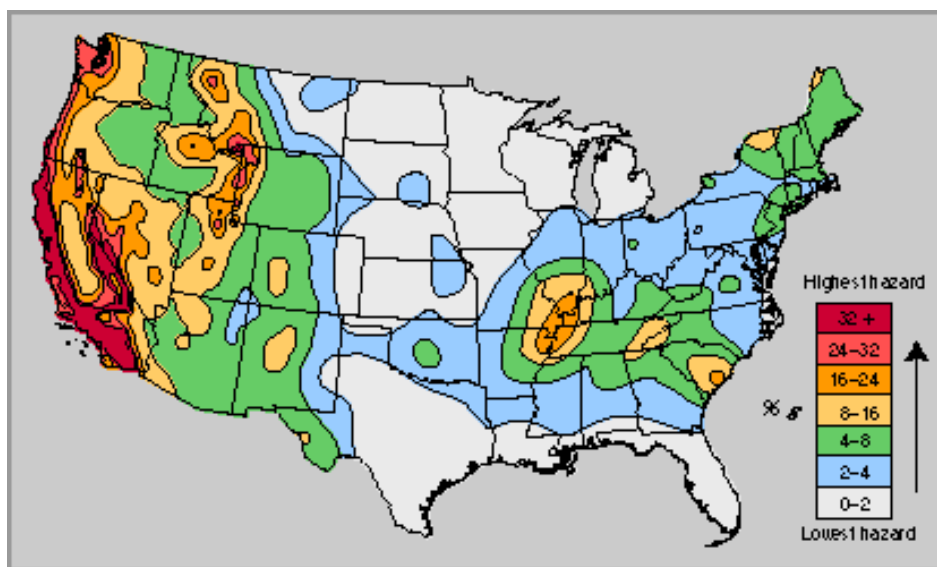 Highest hazard
32 +
24-32
16-24
% g
8-16
4-8
2-4
0-2
Lowest hazard